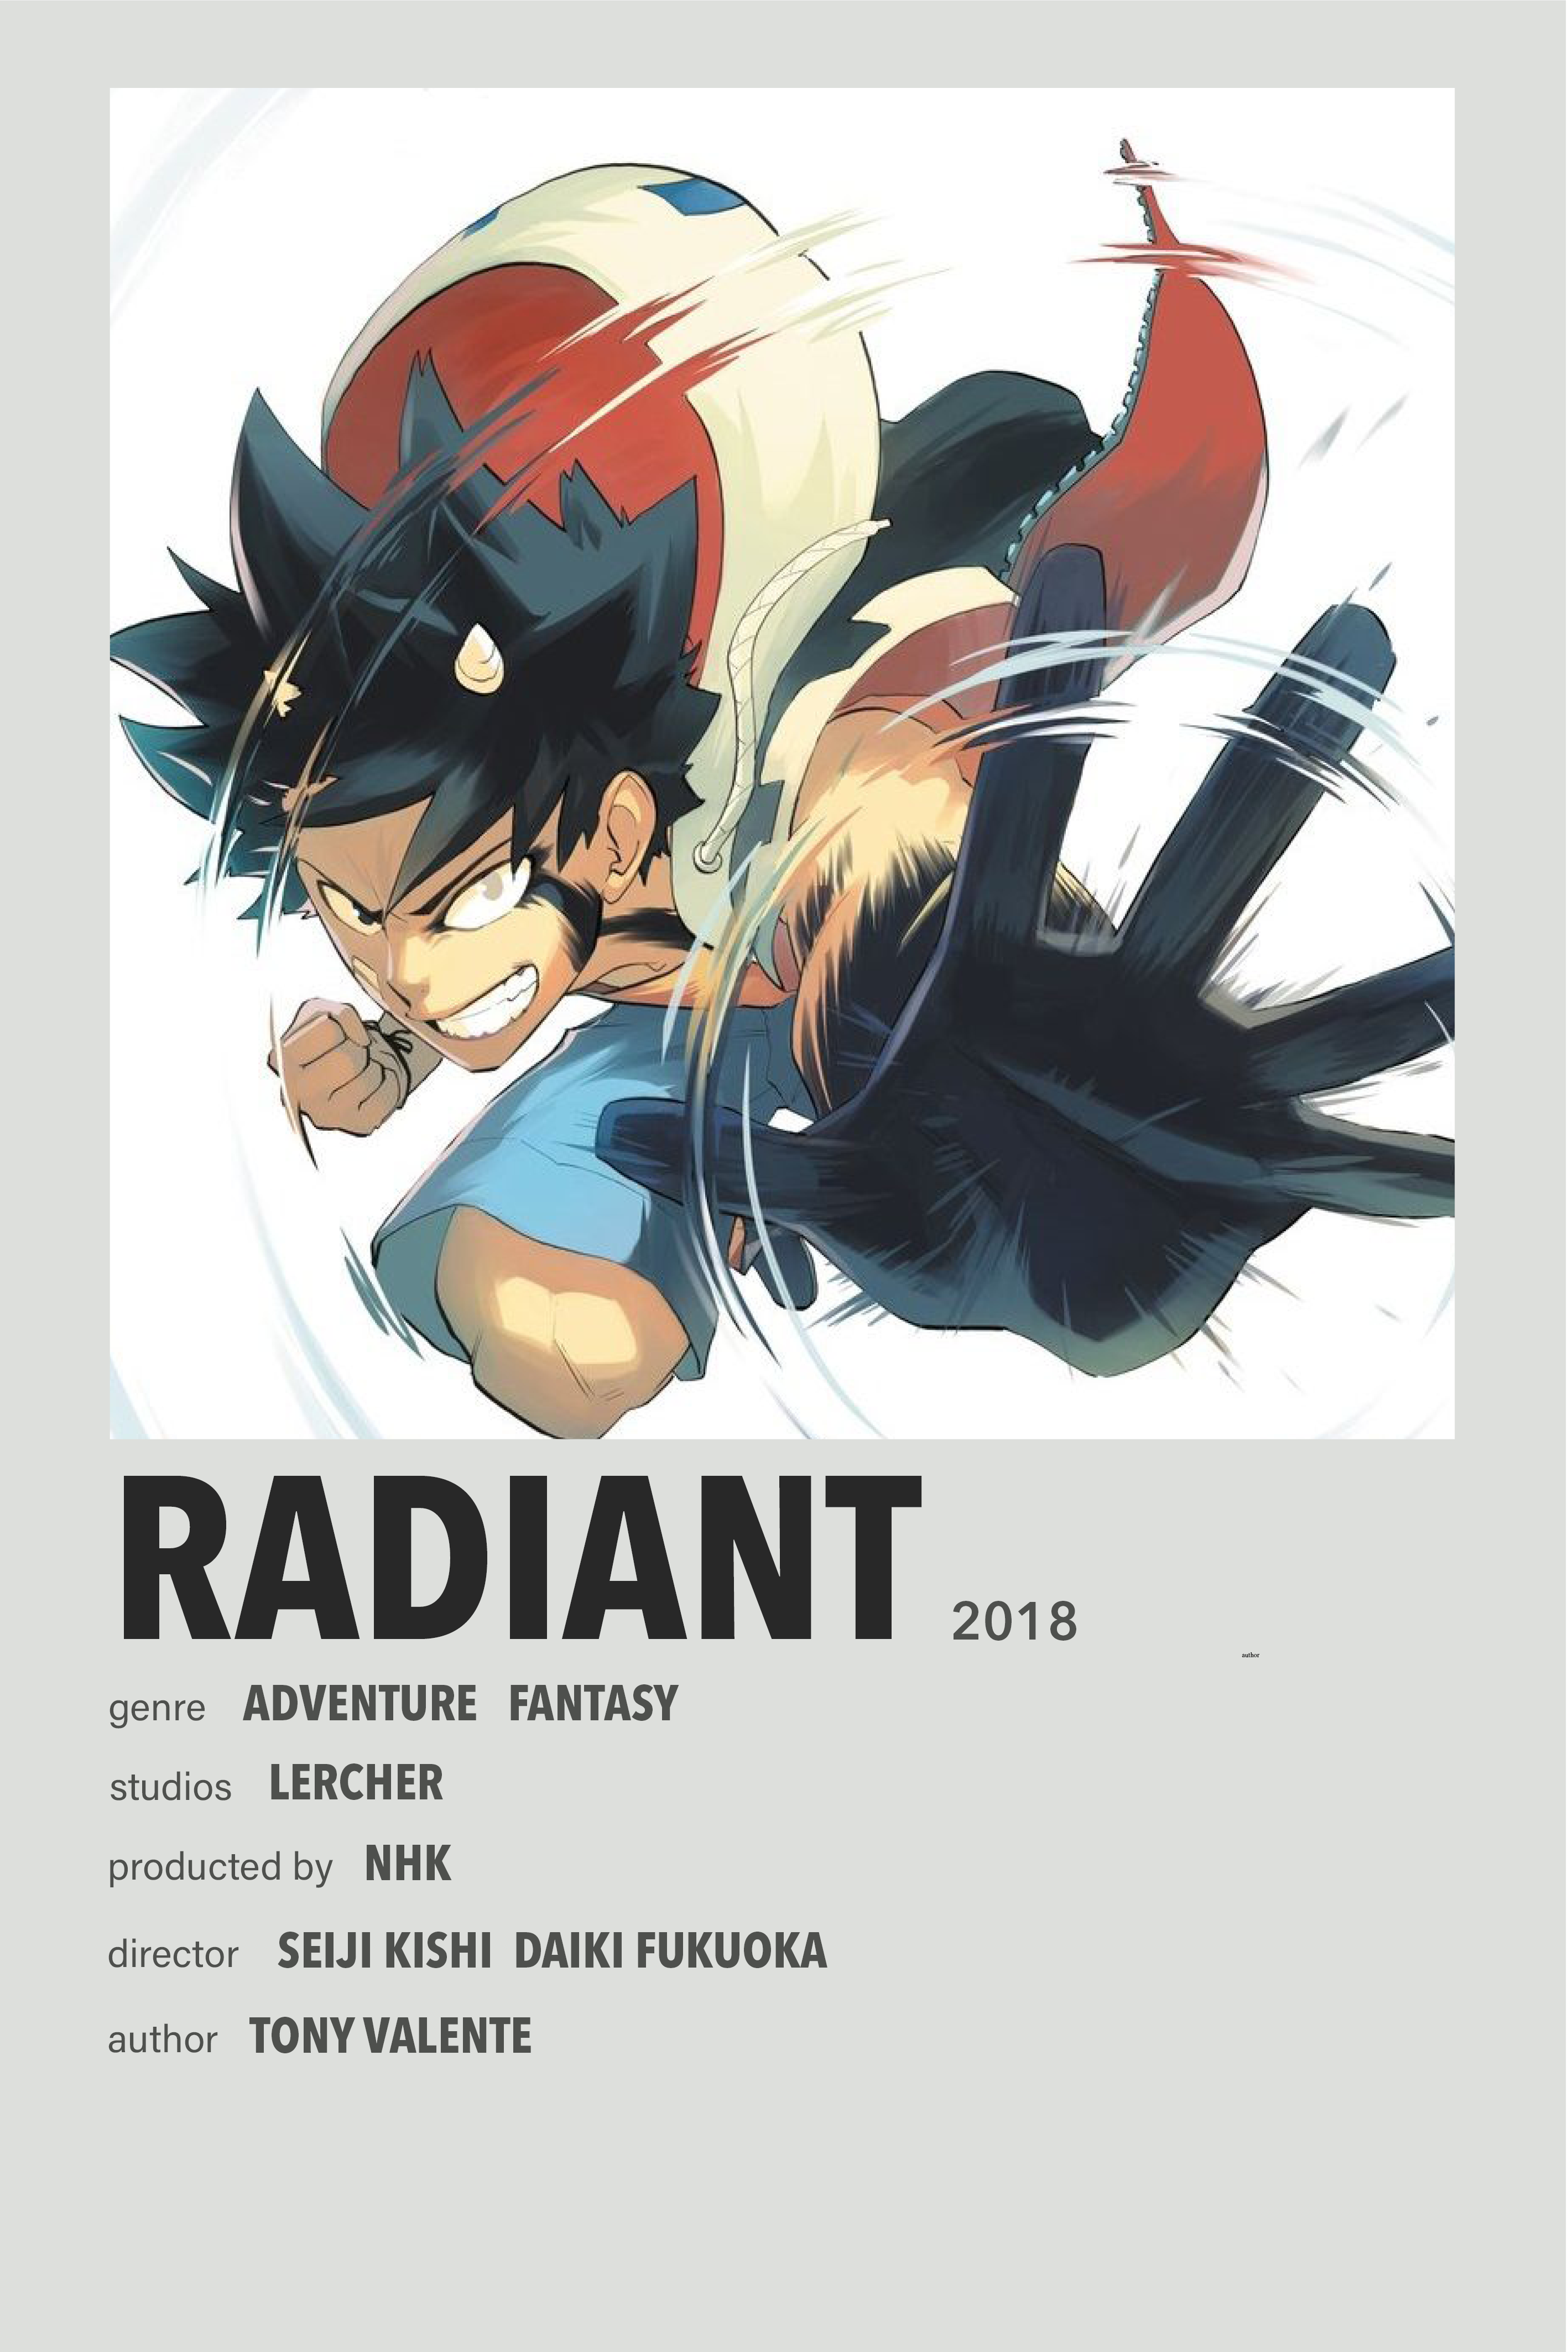 RADIANT 2018
author
genre ADVENTURE FANTASY
studios LERCHER
producted by NHK
director SEIJI KISHI DAIKI FUKUOKA
author TONY VALENTE